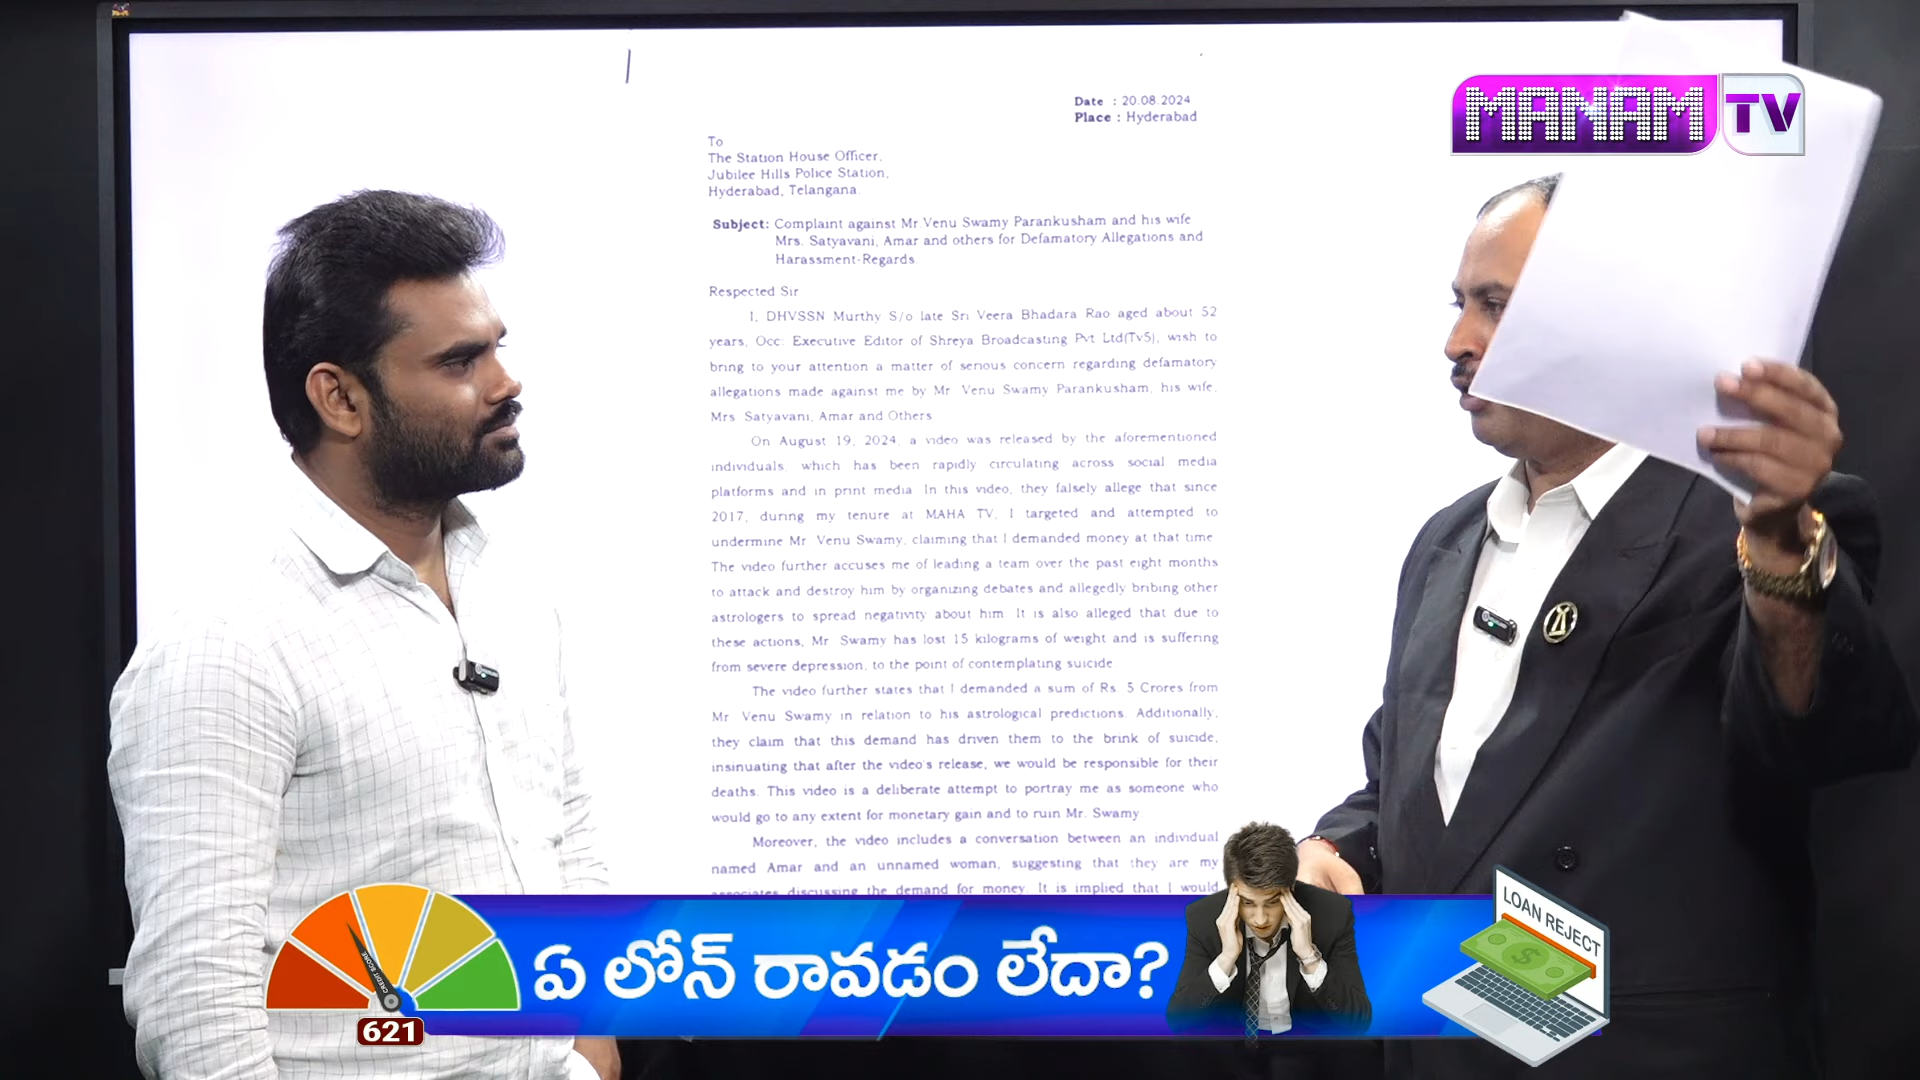 MANAM TV
Date : 20.08.2024
Place : Hyderabad
To
The Station House Officer,
Jubilee Hills Police Station,
Hyderabad, Telangana.
Subject: Complaint against Mr.Venu Swamy Parankusham and his wife
Mrs. Satyavani, Amar and others for Defamatory Allegations and
Harassment-Regards.
Respected Sir
I, DHVSSN Murthy S/o late Sri Veera Bhadara Rao aged about 52
years, Occ: Executive Editor of Shreya Broadcasting Pvt Ltd(Tv5), wish to
bring to your attention a matter of serious concern regarding defamatory
allegations made against me by Mr. Venu Swamy Parankusham, his wife,
Mrs. Satyavani, Amar and Others
On August 19, 2024, a video was released by the aforementioned
individuals, which has been rapidly circulating across social media
platforms and in print media. In this video, they falsely allege that since
2017, during my tenure at MAHA TV, I targeted and attempted to
undermine Mr. Venu Swamy, claiming that I demanded money at that time.
The video further accuses me of leading a team over the past eight months
to attack and destroy him by organizing debates and allegedly bribing other
astrologers to spread negativity about him. It is also alleged that due to
these actions, Mr. Swamy has lost 15 kilograms of weight and is suffering
from severe depression, to the point of contemplating suicide.
The video further states that I demanded a sum of Rs. 5 Crores from
Mr. Venu Swamy in relation to his astrological predictions. Additionally,
they claim that this demand has driven them to the brink of suicide,
insinuating that after the video's release, we would be responsible for their
deaths. This video is a deliberate attempt to portray me as someone who
would go to any extent for monetary gain and to ruin Mr. Swamy.
Moreover, the video includes a conversation between an individual
named Amar and an unnamed woman, suggesting that they are my
associates discussing the demand for money. It is implied that I would
CREDIT SCORE
621
ఏ లోన్ రావడం లేదా?
LOAN REJECT